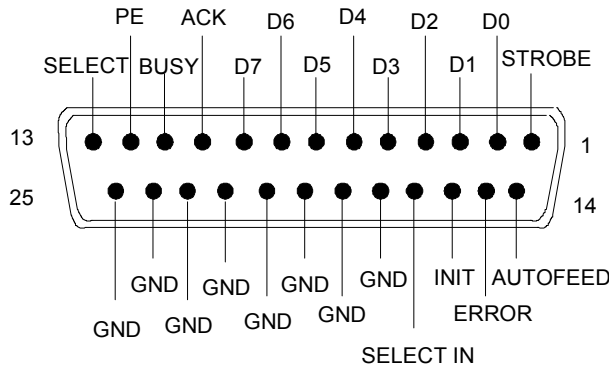 PE ACK D6 D4 D2 D0
SELECT BUSY D7 D5 D3 D1 STROBE
13 1
25 14
GND GND GND GND INIT AUTOFEED
GND GND GND GND ERROR
SELECT IN